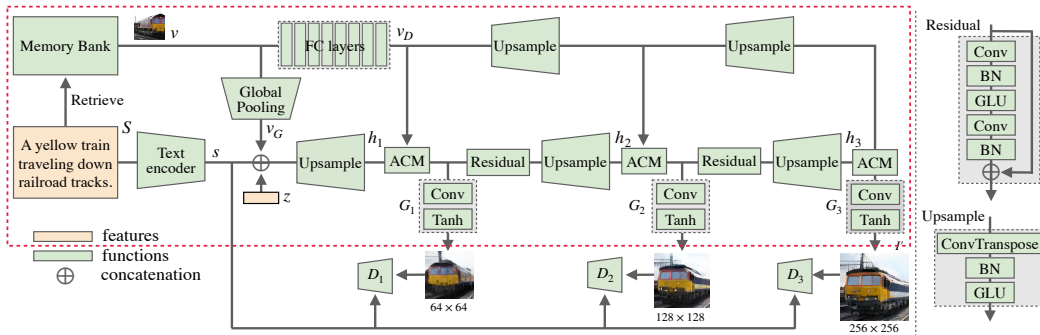 Memory Bank
v
FC layers
v_D
Upsample
Upsample
Retrieve
Global
Pooling
v_G
S
A yellow train
traveling down
railroad tracks.
Text
encoder
s
z
Upsample
h_1
ACM
Residual
Upsample
h_2
ACM
Residual
Upsample
h_3
ACM
G_1
Conv
Tanh
G_2
Conv
Tanh
G_3
Conv
Tanh
I′
features
functions
concatenation
D_1
64 × 64
D_2
128 × 128
D_3
256 × 256
Residual
Conv
BN
GLU
Conv
BN
Upsample
ConvTranspose
BN
GLU